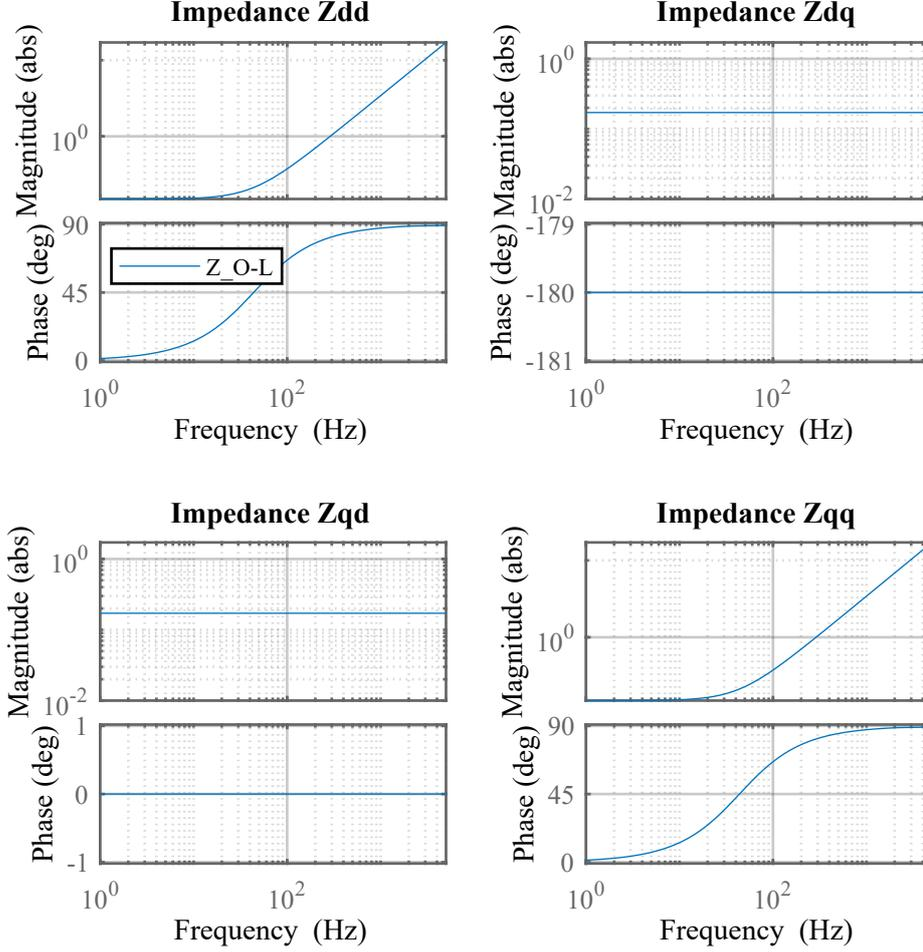 Impedance Zdd
Magnitude (abs)
10^0
90
45
0
Phase (deg)
Z_O-L
10^0
10^2
Frequency (Hz)
Impedance Zdq
Magnitude (abs)
10^0
10^-2
-179
-180
-181
Phase (deg)
10^0
10^2
Frequency (Hz)
Impedance Zqd
Magnitude (abs)
10^0
10^-2
1
0
-1
Phase (deg)
10^0
10^2
Frequency (Hz)
Impedance Zqq
Magnitude (abs)
10^0
90
45
0
Phase (deg)
10^0
10^2
Frequency (Hz)